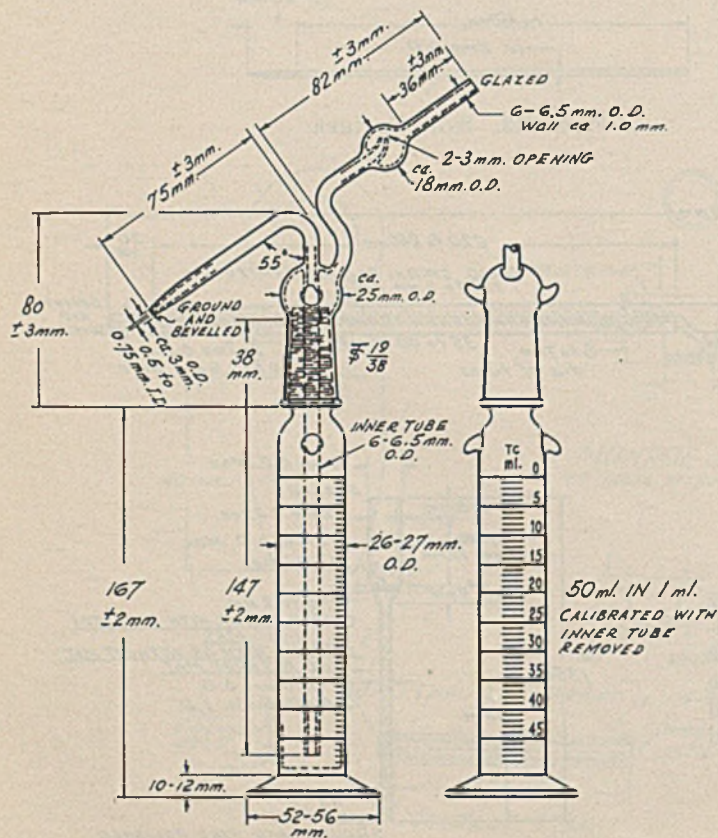 ±3mm.
82mm.
±3mm
36mm.
GLAZED
6-6.5mm. O.D.
Wall ca 1.0mm.
2-3mm. OPENING
ca.
18mm.O.D.
±3mm.
75mm.
55°
80
±3mm.
GROUND
AND
BEVELLED
ca. 3mm. O.D.
0.5 to
0.75mm.I.D.
ca.
25mm.O.D.
38
mm.
19
38
INNER TUBE
6-6.5mm.
O.D.
TC
ml.
0
5
10
15
20
25
30
35
40
45
26-27mm.
O.D.
167
±2mm.
147
±2mm.
50ml. IN 1ml.
CALIBRATED WITH
INNER TUBE
REMOVED
10-12mm.
52-56
mm.